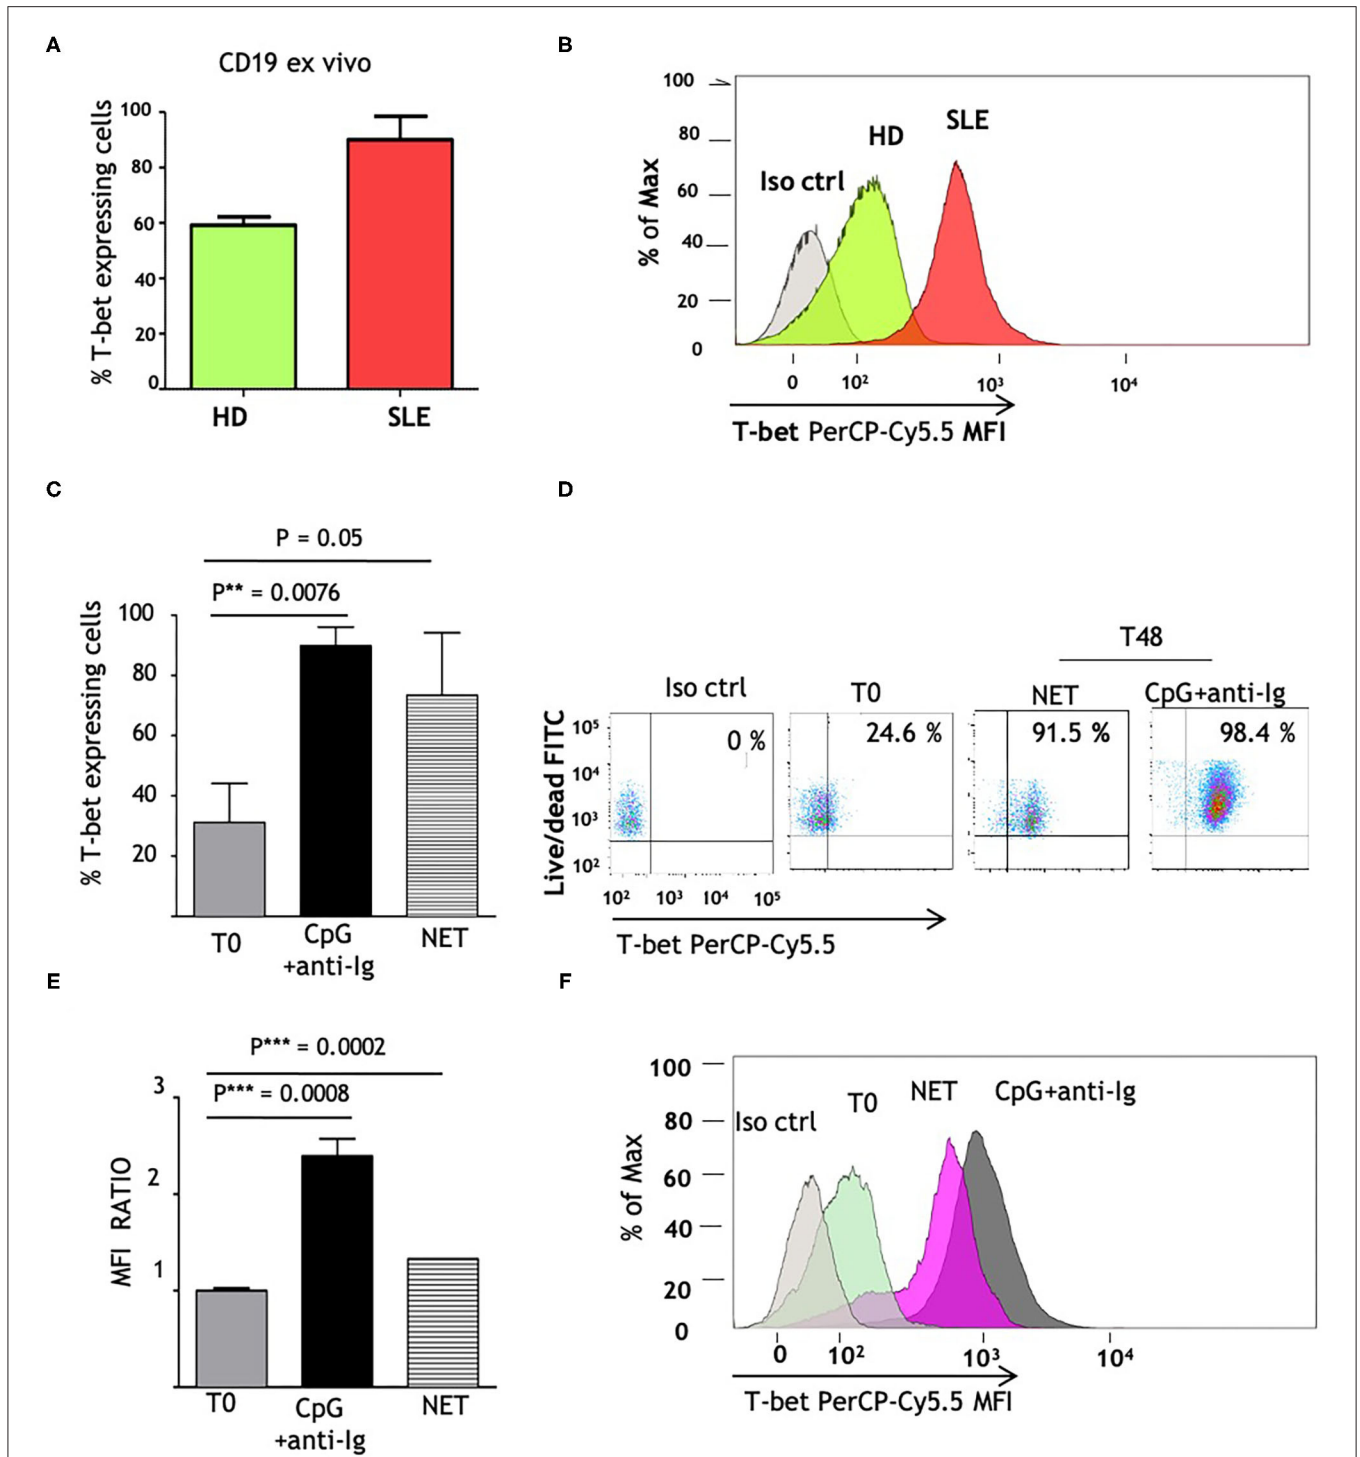 A
CD19 ex vivo
% T-bet expressing cells
100
80
60
40
20
0
HD
SLE
B
% of Max
100
80
60
40
20
0
Iso ctrl
HD
SLE
0
10²
10³
10⁴
T-bet PerCP-Cy5.5 MFI
C
P = 0.05
P** = 0.0076
% T-bet expressing cells
100
80
60
40
20
T0
CpG
+anti-Ig
NET
D
T48
Iso ctrl
T0
NET
CpG+anti-Ig
0 %
24.6 %
91.5 %
98.4 %
Live/dead FITC
10⁵
10⁴
10³
10²
10²
10³
10⁴
10⁵
T-bet PerCP-Cy5.5
E
P*** = 0.0002
P*** = 0.0008
MFI RATIO
3
2
1
T0
CpG
+anti-Ig
NET
F
% of Max
100
80
60
40
20
0
Iso ctrl
T0
NET
CpG+anti-Ig
0
10²
10³
10⁴
T-bet PerCP-Cy5.5 MFI